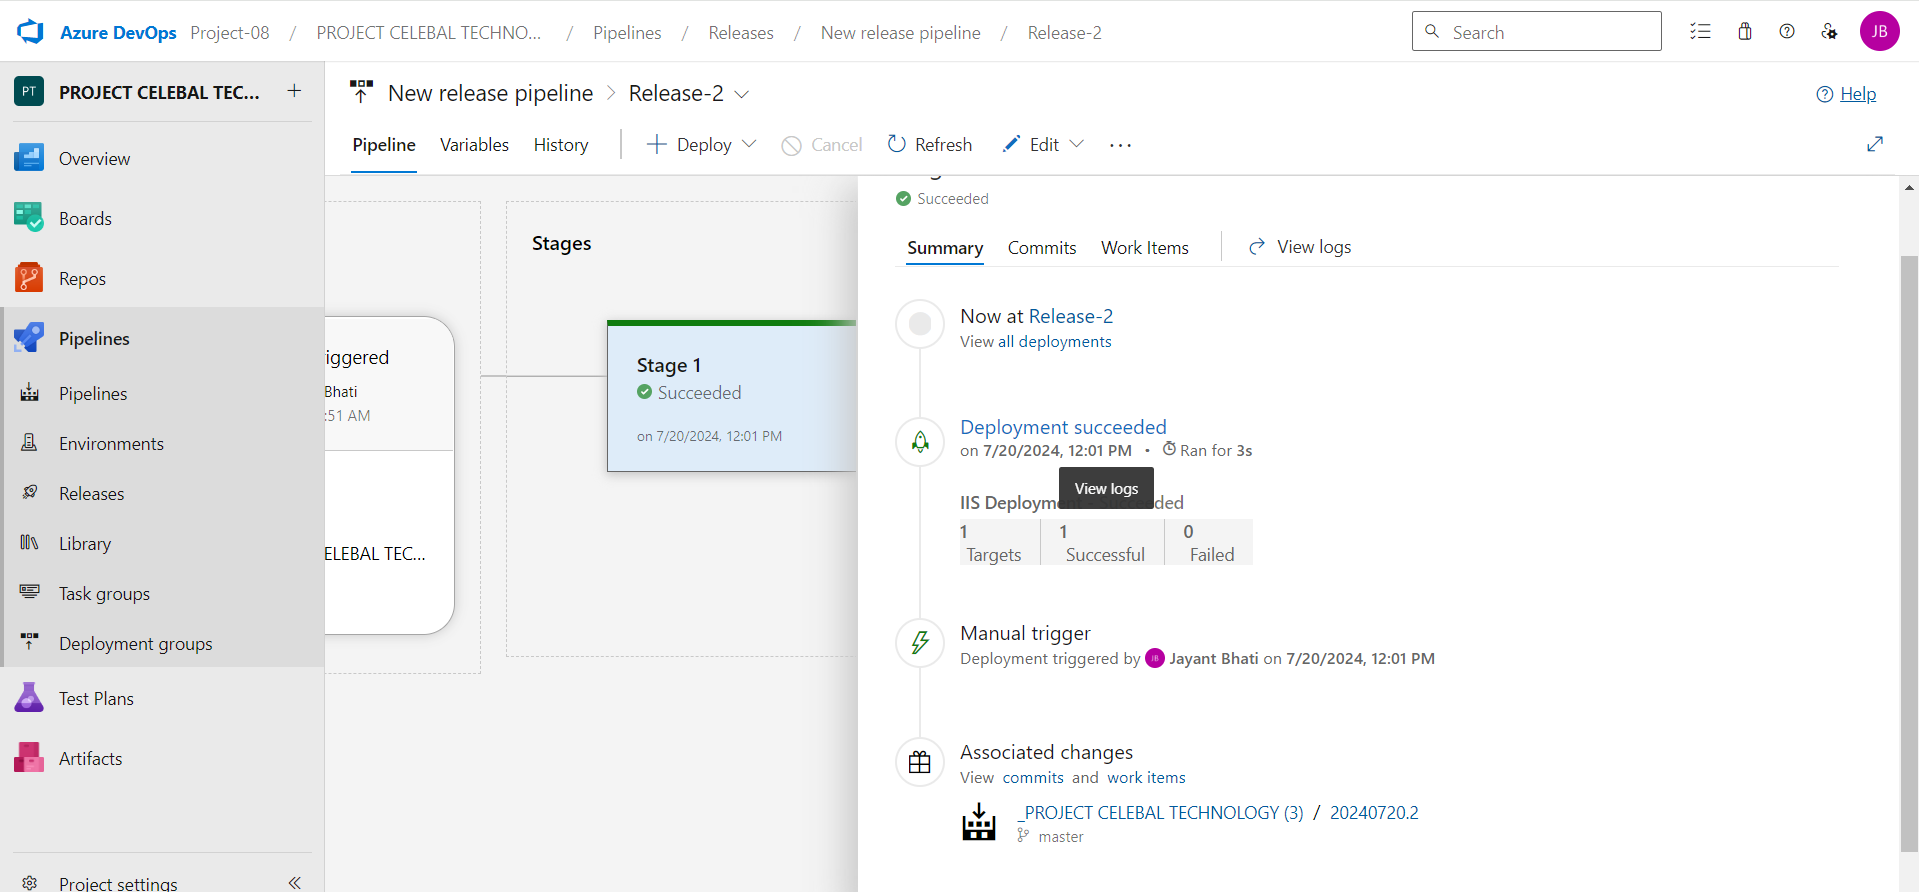 Azure DevOps Project-08 / PROJECT CELEBAL TECHNO... / Pipelines / Releases / New release pipeline / Release-2
Search
JB
PT PROJECT CELEBAL TEC... +
Overview
Boards
Repos
Pipelines
Pipelines
Environments
Releases
Library
Task groups
Deployment groups
Test Plans
Artifacts
Project settings
New release pipeline > Release-2
Help
Pipeline Variables History Deploy Cancel Refresh Edit ...
iggered
Bhati
:51 AM
ELEBAL TEC...
Stages
Stage 1
Succeeded
on 7/20/2024, 12:01 PM
Succeeded
Summary Commits Work Items View logs
Now at Release-2
View all deployments
Deployment succeeded
on 7/20/2024, 12:01 PM • Ran for 3s
View logs
IIS Deployment
1 Targets
1 Successful
0 Failed
Manual trigger
Deployment triggered by JB Jayant Bhati on 7/20/2024, 12:01 PM
Associated changes
View commits and work items
_PROJECT CELEBAL TECHNOLOGY (3) / 20240720.2
master